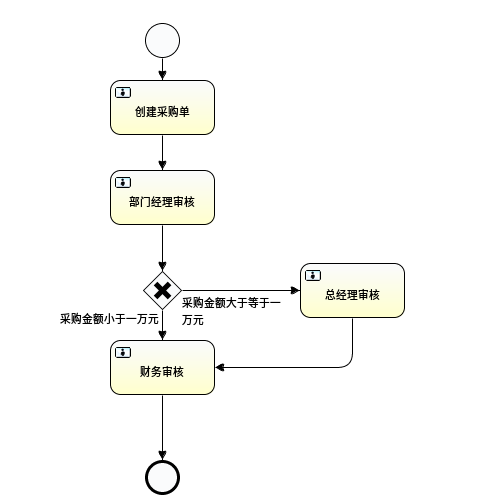 创建采购单
部门经理审核
采购金额大于等于一
万元
总经理审核
采购金额小于一万元
财务审核